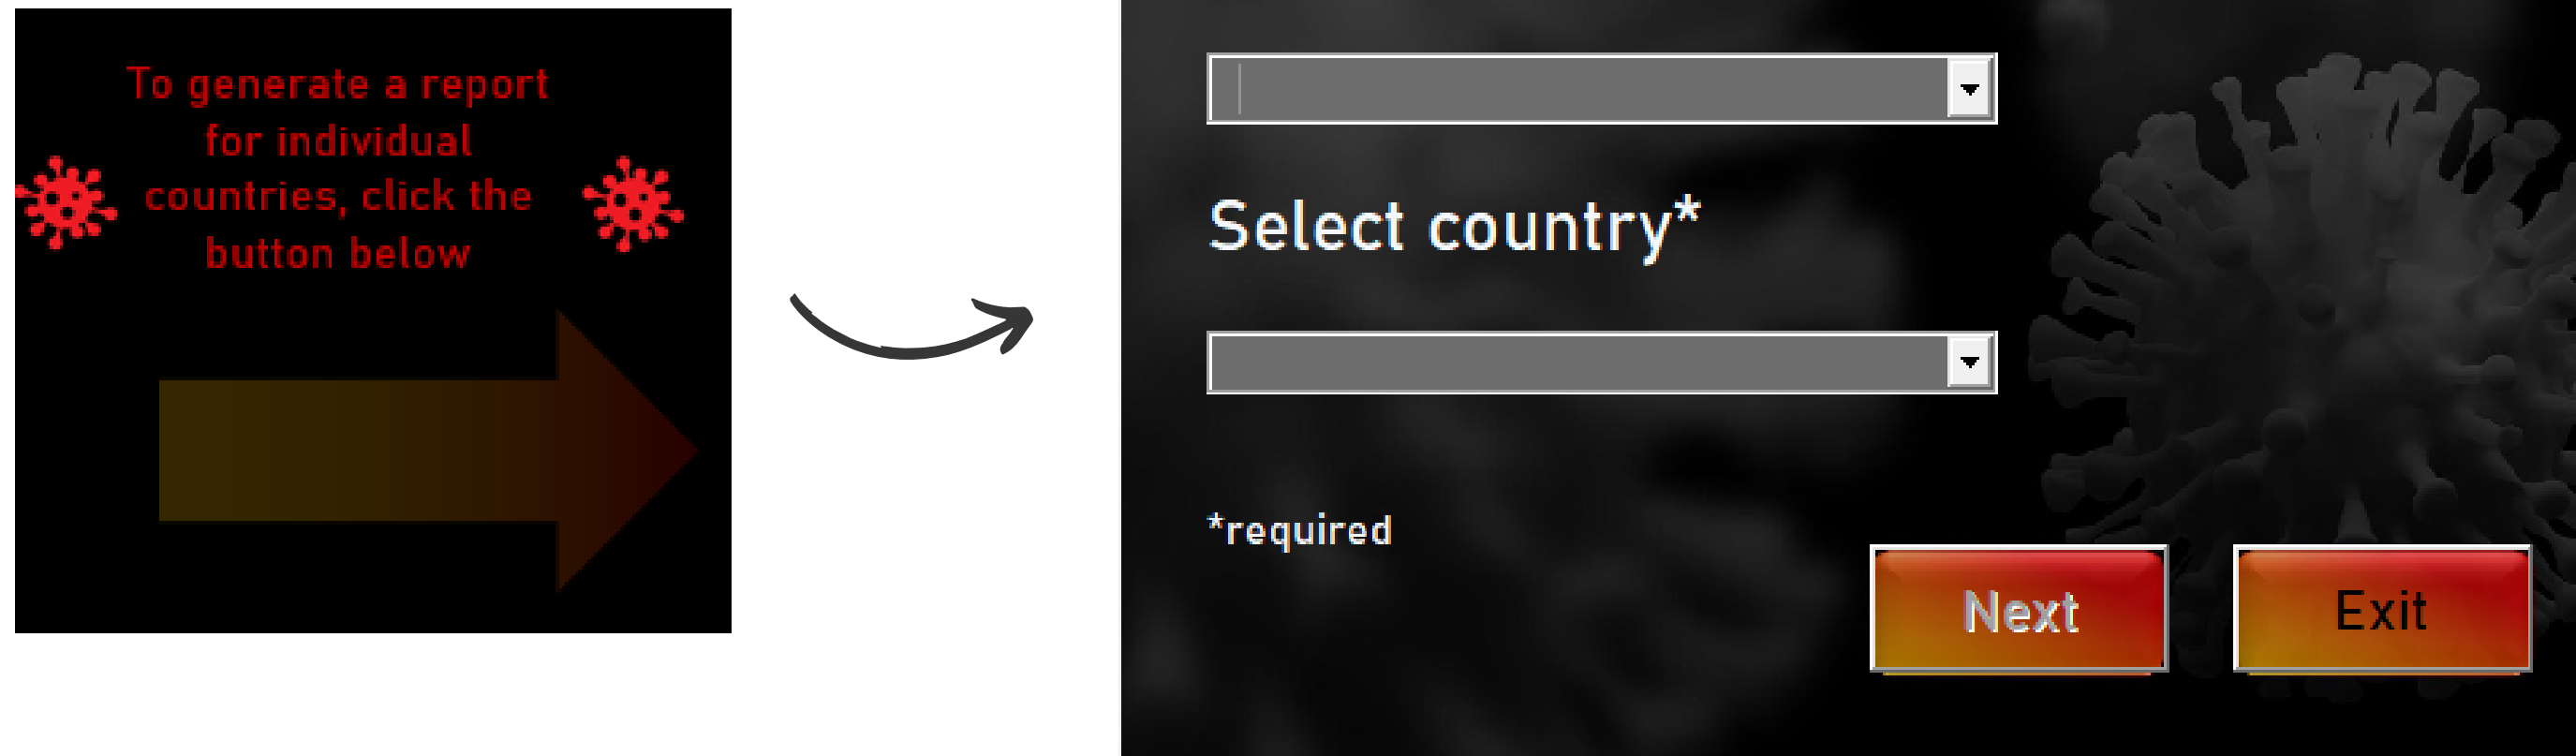 To generate a report
for individual
countries, click the
button below
Select country*
*required
Next
Exit